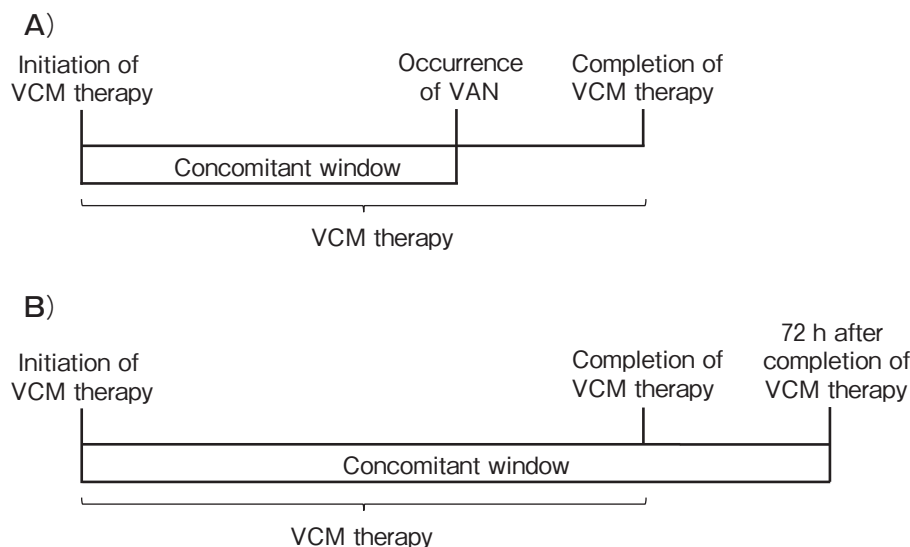 A)
Initiation of
VCM therapy
Occurrence
of VAN
Completion of
VCM therapy
Concomitant window
VCM therapy
B)
Initiation of
VCM therapy
Completion of
VCM therapy
72 h after
completion of
VCM therapy
Concomitant window
VCM therapy